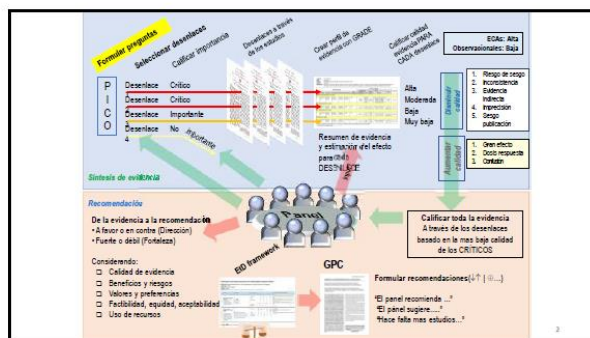 Formular preguntas
Seleccionar desenlaces
Calificar importancia
Desenlaces a través
de los estudios
Crear perfil de
evidencia con GRADE
Calificar calidad
evidencia PARA
CADA desenlace
ECAs: Alta
Observacionales: Baja
P
I
C
O
Desenlace Crítico
Desenlace Crítico
Desenlace Importante
Desenlace No importante
4
Alta
Moderada
Baja
Muy baja
Disminuir
calidad
1. Riesgo de sesgo
2. Inconsistencia
3. Evidencia
indirecta
4. Imprecisión
5. Sesgo
publicación
Aumentar
calidad
1. Gran efecto
2. Dosis respuesta
3. Confusión
Resumen de evidencia
y estimación del efecto
para cada
DESENLACE
Síntesis de evidencia
Panel
Recomendación
De la evidencia a la recomendación
• A favor o en contra (Dirección)
• Fuerte o débil (Fortaleza)
Considerando:
Calidad de evidencia
Beneficios y riesgos
Valores y preferencias
Factibilidad, equidad, aceptabilidad
Uso de recursos
EtD framework
GPC
Calificar toda la evidencia
A través de los desenlaces
basado en la mas baja calidad
de los CRÍTICOS
Formular recomendaciones (↓↑ | ⊕...)
"El panel recomienda ..."
"El panel sugiere....."
"Hace falta mas estudios..."
2